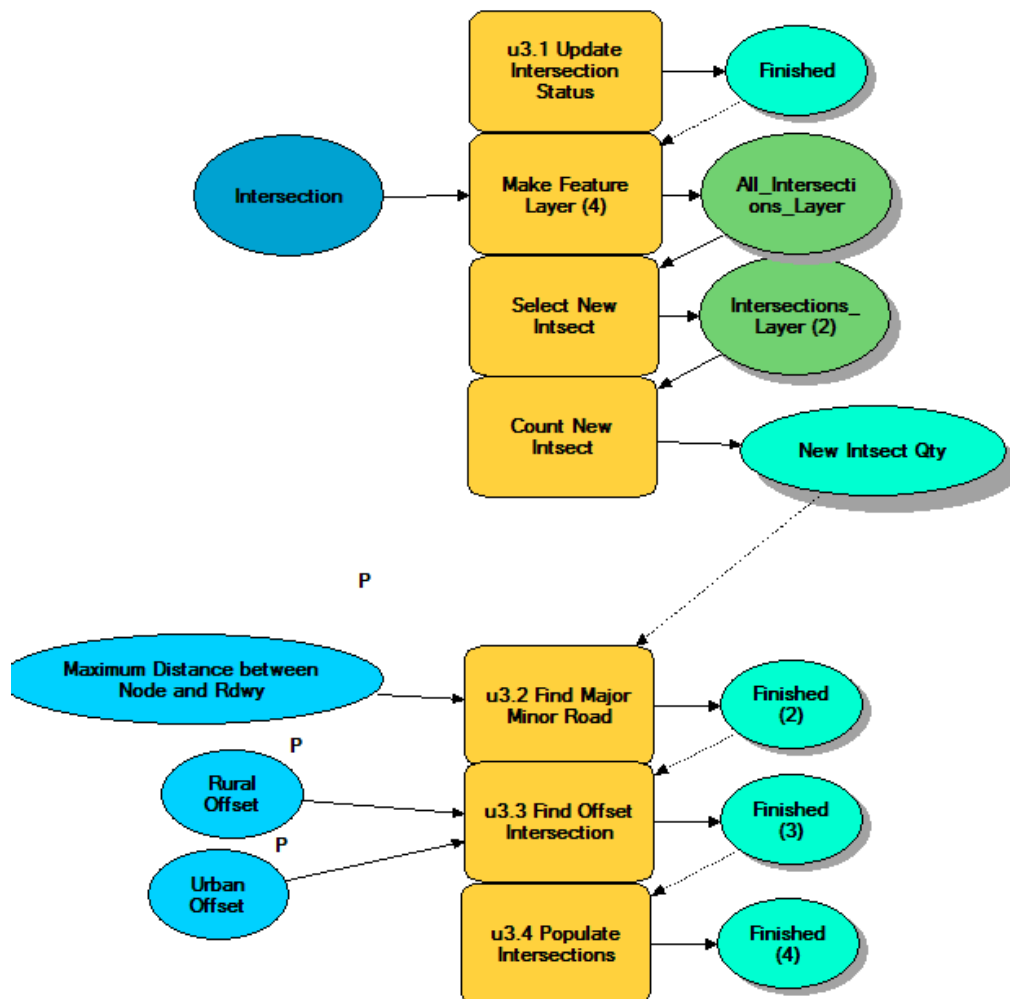 u3.1 Update
Intersection
Status
Finished
Intersection
Make Feature
Layer (4)
All_Intersecti
ons_Layer
Select New
Intsect
Intersections_
Layer (2)
Count New
Intsect
New Intsect Qty
P
Maximum Distance between
Node and Rdwy
u3.2 Find Major
Minor Road
Finished
(2)
P
Rural
Offset
u3.3 Find Offset
Intersection
Finished
(3)
P
Urban
Offset
u3.4 Populate
Intersections
Finished
(4)